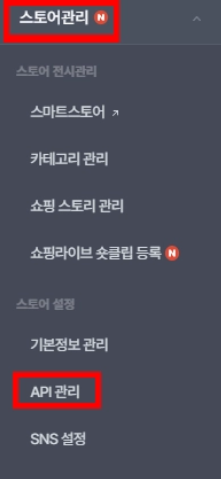 스토어관리 N
스토어 전시관리
스마트스토어
카테고리 관리
쇼핑 스토리 관리
쇼핑라이브 숏클립 등록 N
스토어 설정
기본정보 관리
API 관리
SNS 설정